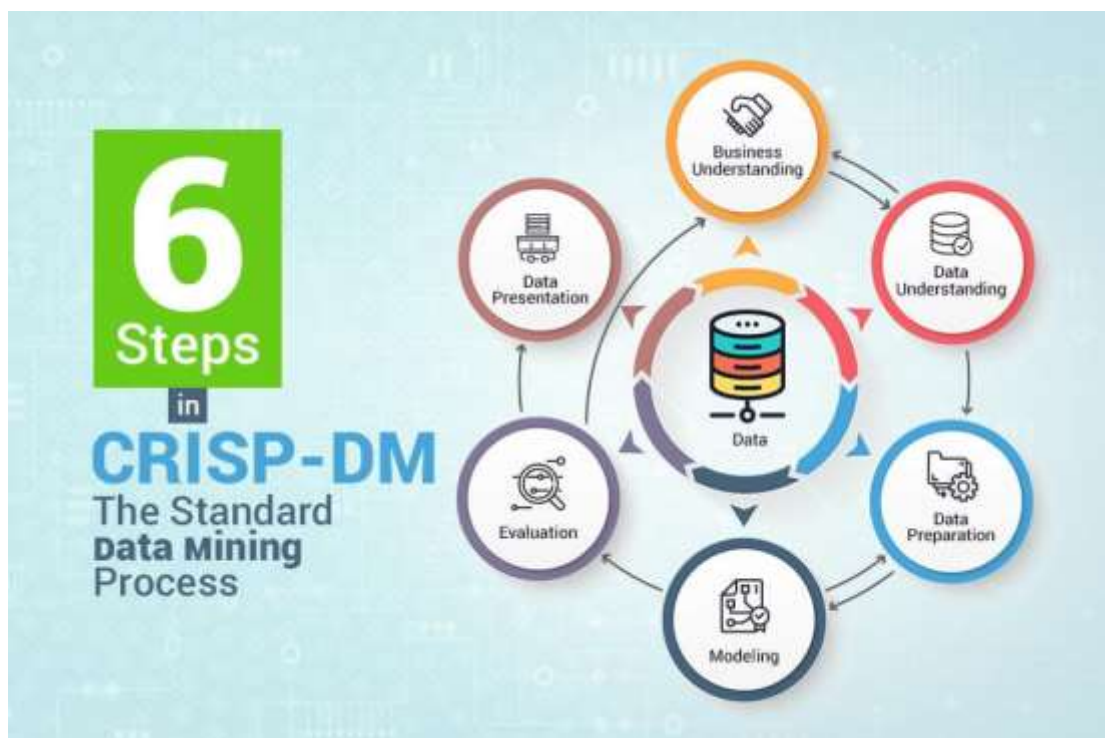 6
Steps
in
CRISP-DM
The Standard
Data Mining
Process
Business
Understanding
Data
Understanding
Data
Preparation
Modeling
Evaluation
Data
Presentation
Data